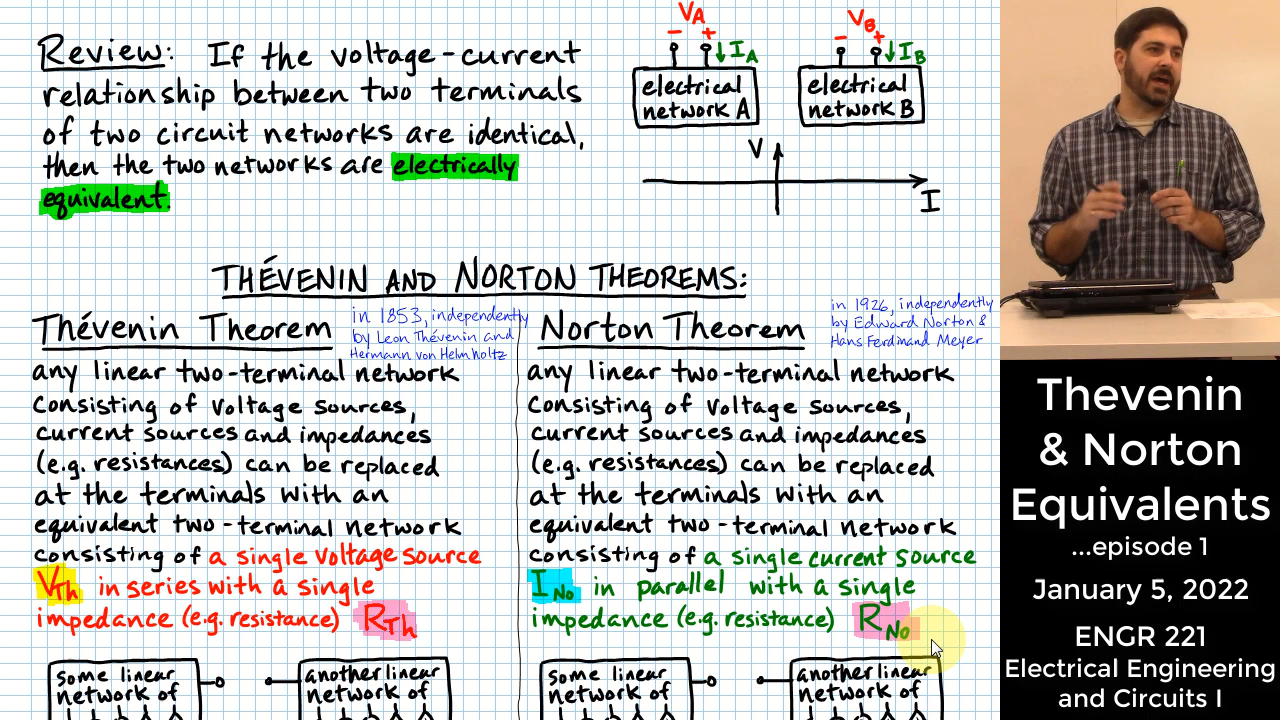 Review: If the voltage-current
relationship between two terminals
of two circuit networks are identical,
then the two networks are electrically
equivalent.
VA
- +
IA
electrical
network A
VB
- +
IB
electrical
network B
V
I
THÉVENIN AND NORTON THEOREMS:
Thévenin Theorem
in 1853, independently
by Leon Thévenin and
Hermann von Helmholtz
any linear two-terminal network
consisting of voltage sources,
current sources and impedances
(e.g. resistances) can be replaced
at the terminals with an
equivalent two-terminal network
consisting of a single voltage source
VTh in series with a single
impedance (e.g. resistance) RTh
some linear
network of
another linear
network of
Norton Theorem
in 1926, independently
by Edward Norton &
Hans Ferdinand Meyer
any linear two-terminal network
consisting of voltage sources,
current sources and impedances
(e.g. resistances) can be replaced
at the terminals with an
equivalent two-terminal network
consisting of a single current source
INo in parallel with a single
impedance (e.g. resistance) RNo
some linear
network of
another linear
network of
Thevenin
& Norton
Equivalents
...episode 1
January 5, 2022
ENGR 221
Electrical Engineering
and Circuits I